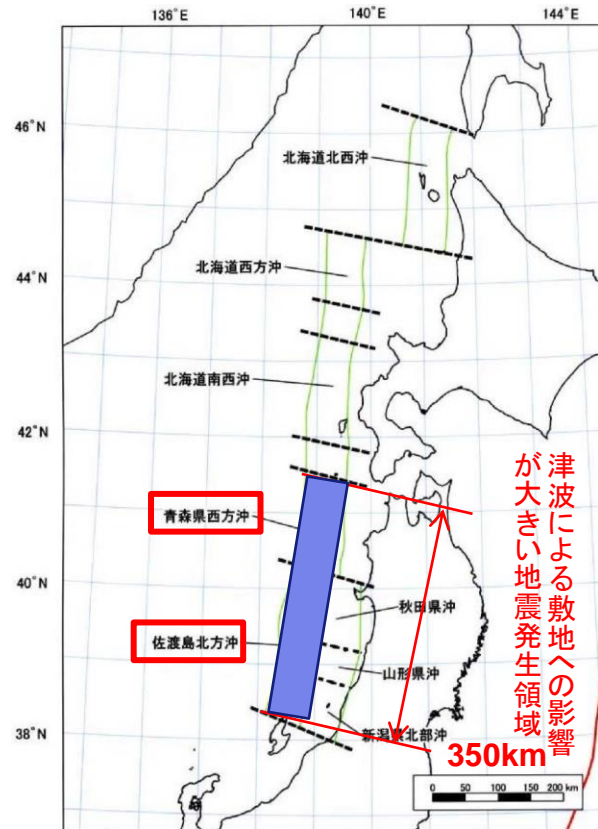 136°E
140°E
144°E
46°N
北海道北西沖
北海道西方沖
44°N
北海道南西沖
42°N
津波による敷地への影響
が大きい地震発生領域
青森県西方沖
40°N
秋田県沖
佐渡島北方沖
山形県沖
38°N
新潟県北部沖
350km
0 50 100 150 200 km